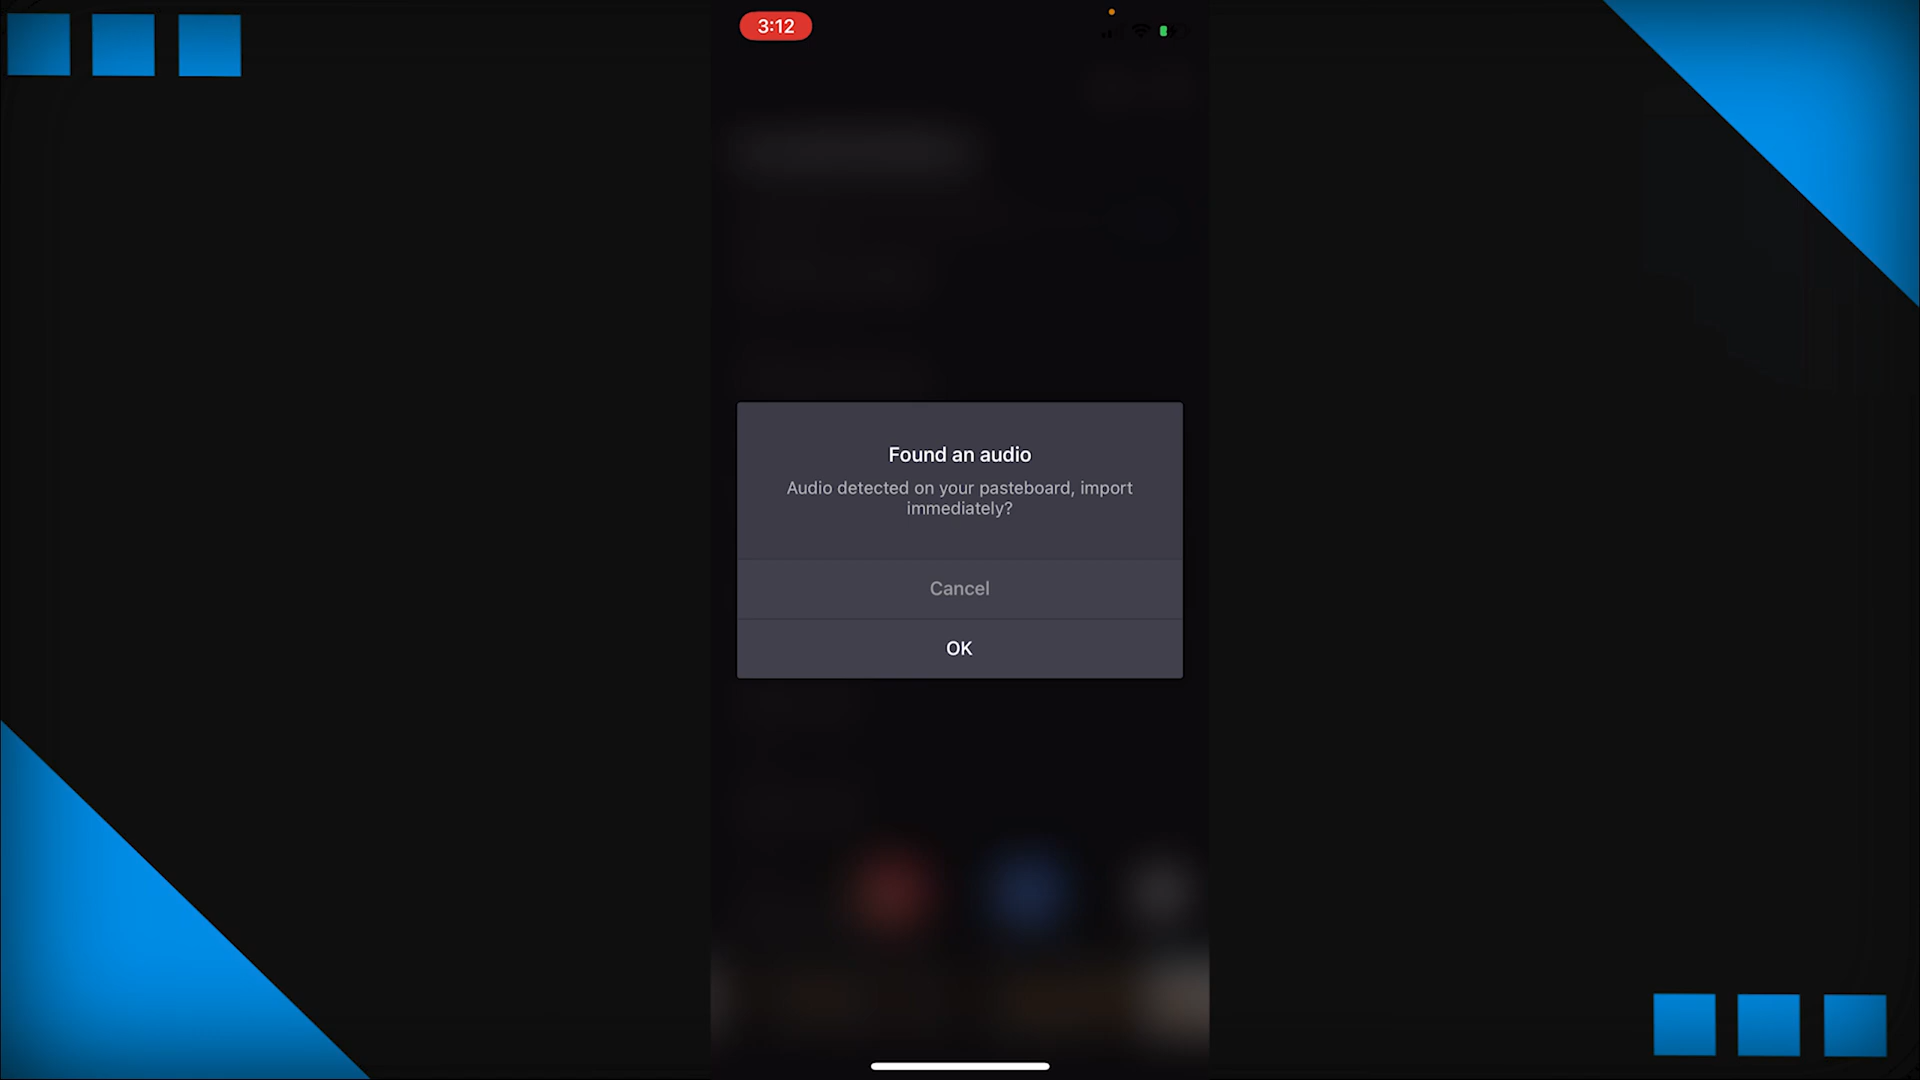 3:12
Found an audio
Audio detected on your pasteboard, import
immediately?
Cancel
OK